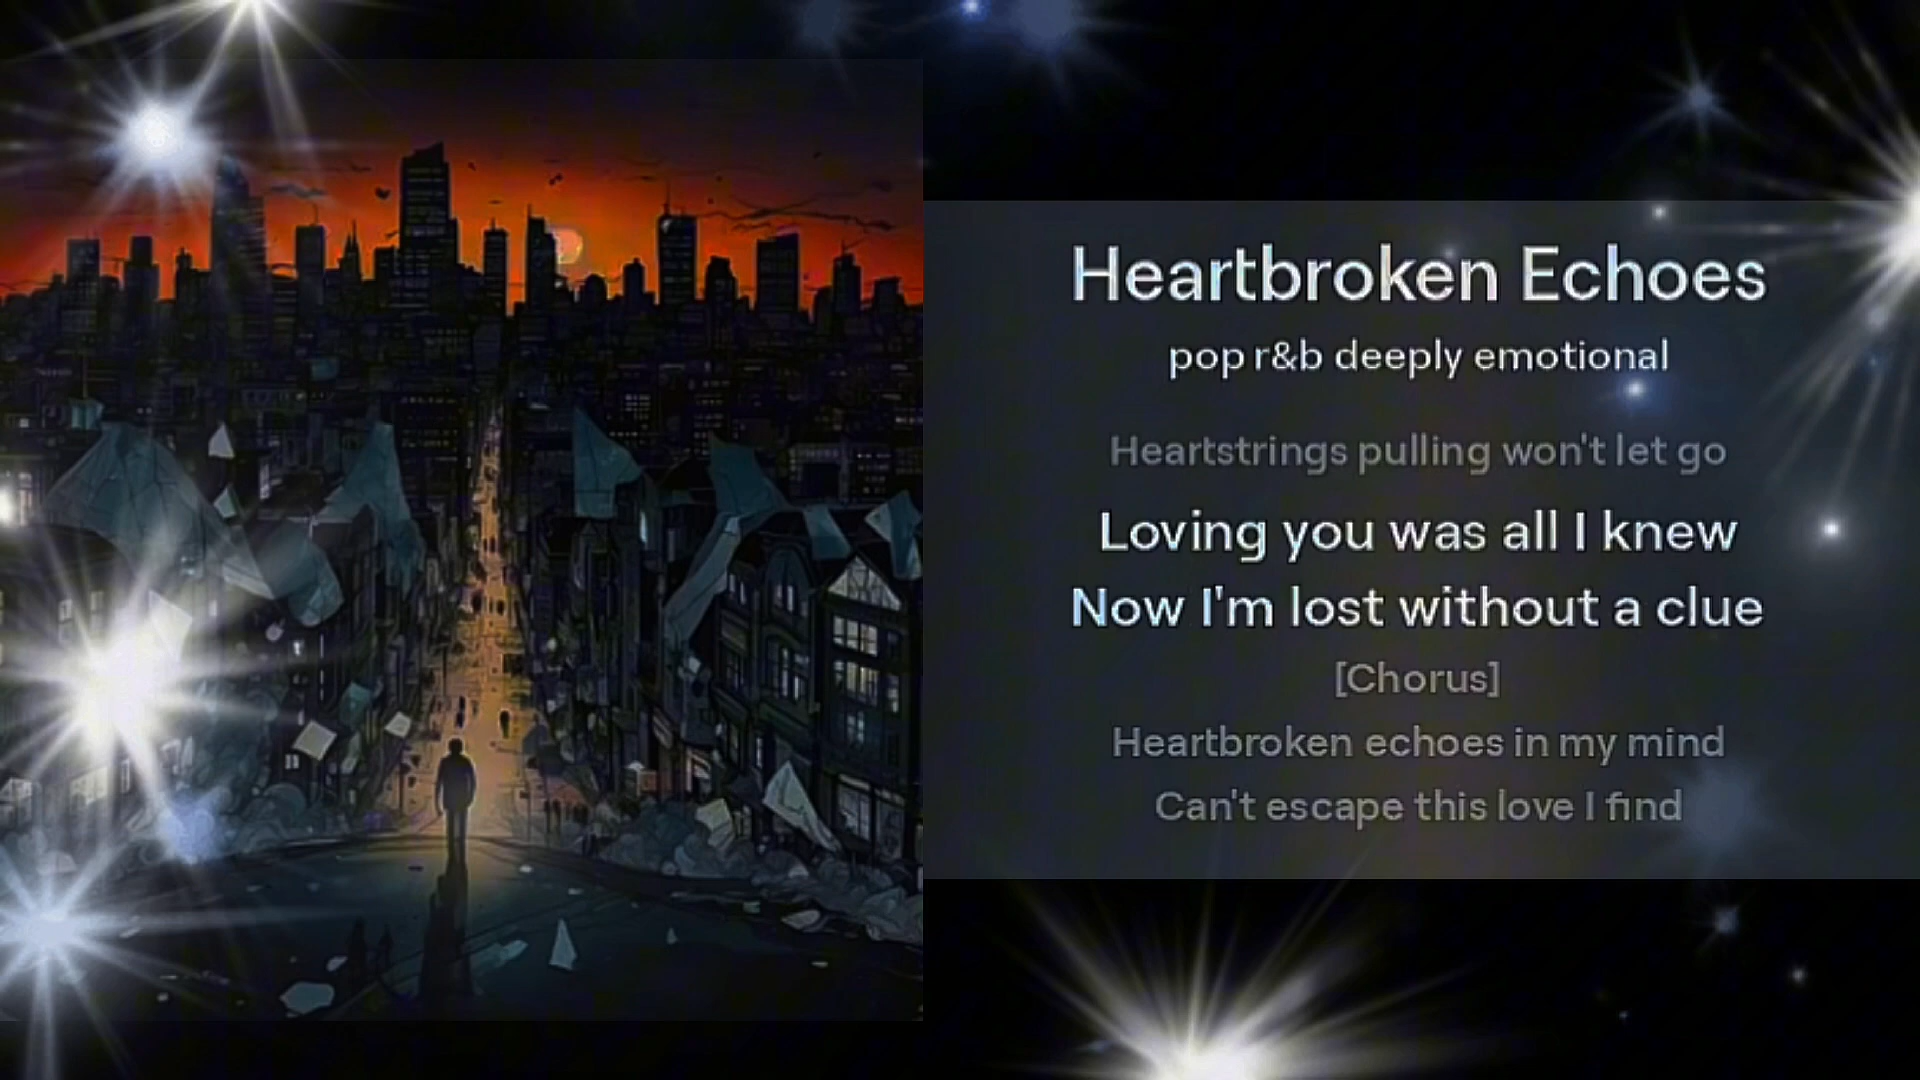 Heartbroken Echoes
pop r&b deeply emotional
Heartstrings pulling won't let go
Loving you was all I knew
Now I'm lost without a clue
[Chorus]
Heartbroken echoes in my mind
Can't escape this love I find